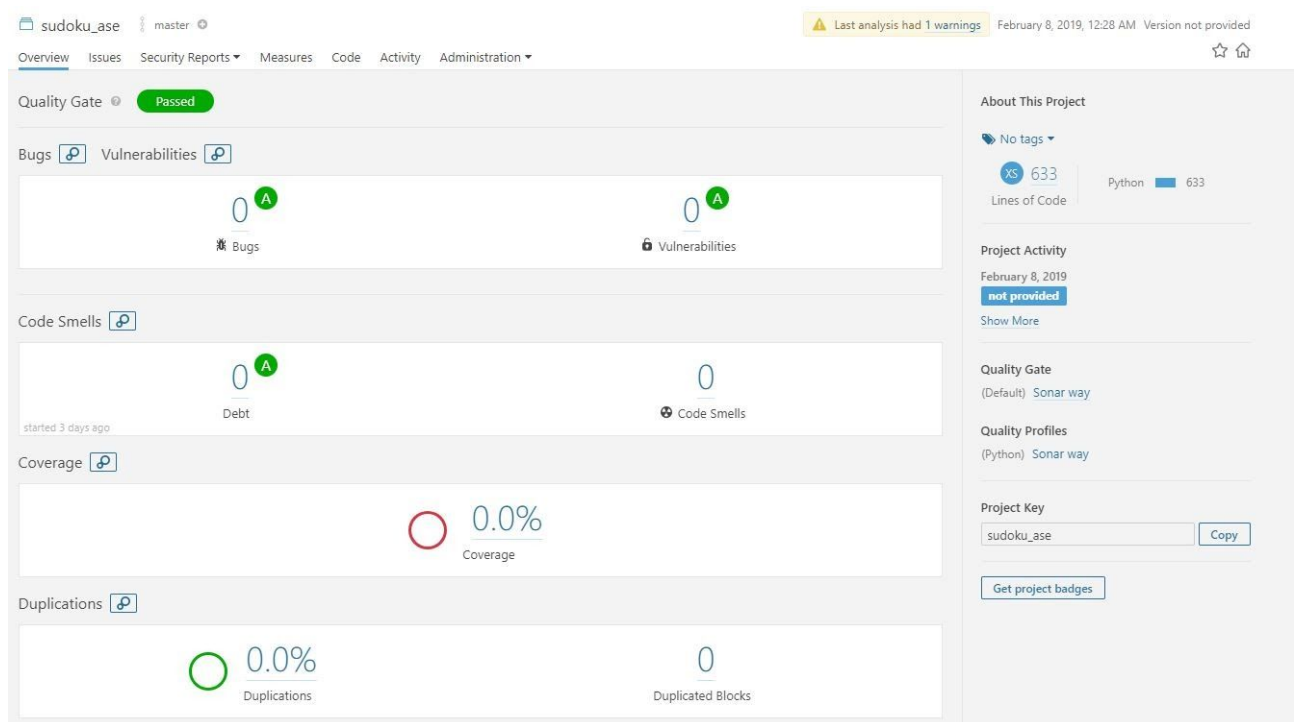 sudoku_ase master Last analysis had 1 warnings February 8, 2019, 12:28 AM Version not provided
Overview Issues Security Reports Measures Code Activity Administration
Quality Gate Passed
Bugs Vulnerabilities
0 A 0 A
Bugs Vulnerabilities
Code Smells
0 A 0
Debt Code Smells
started 3 days ago
Coverage
0.0%
Coverage
Duplications
0.0% 0
Duplications Duplicated Blocks
About This Project
No tags
XS 633 Python 633
Lines of Code
Project Activity
February 8, 2019
not provided
Show More
Quality Gate
(Default) Sonar way
Quality Profiles
(Python) Sonar way
Project Key
sudoku_ase Copy
Get project badges